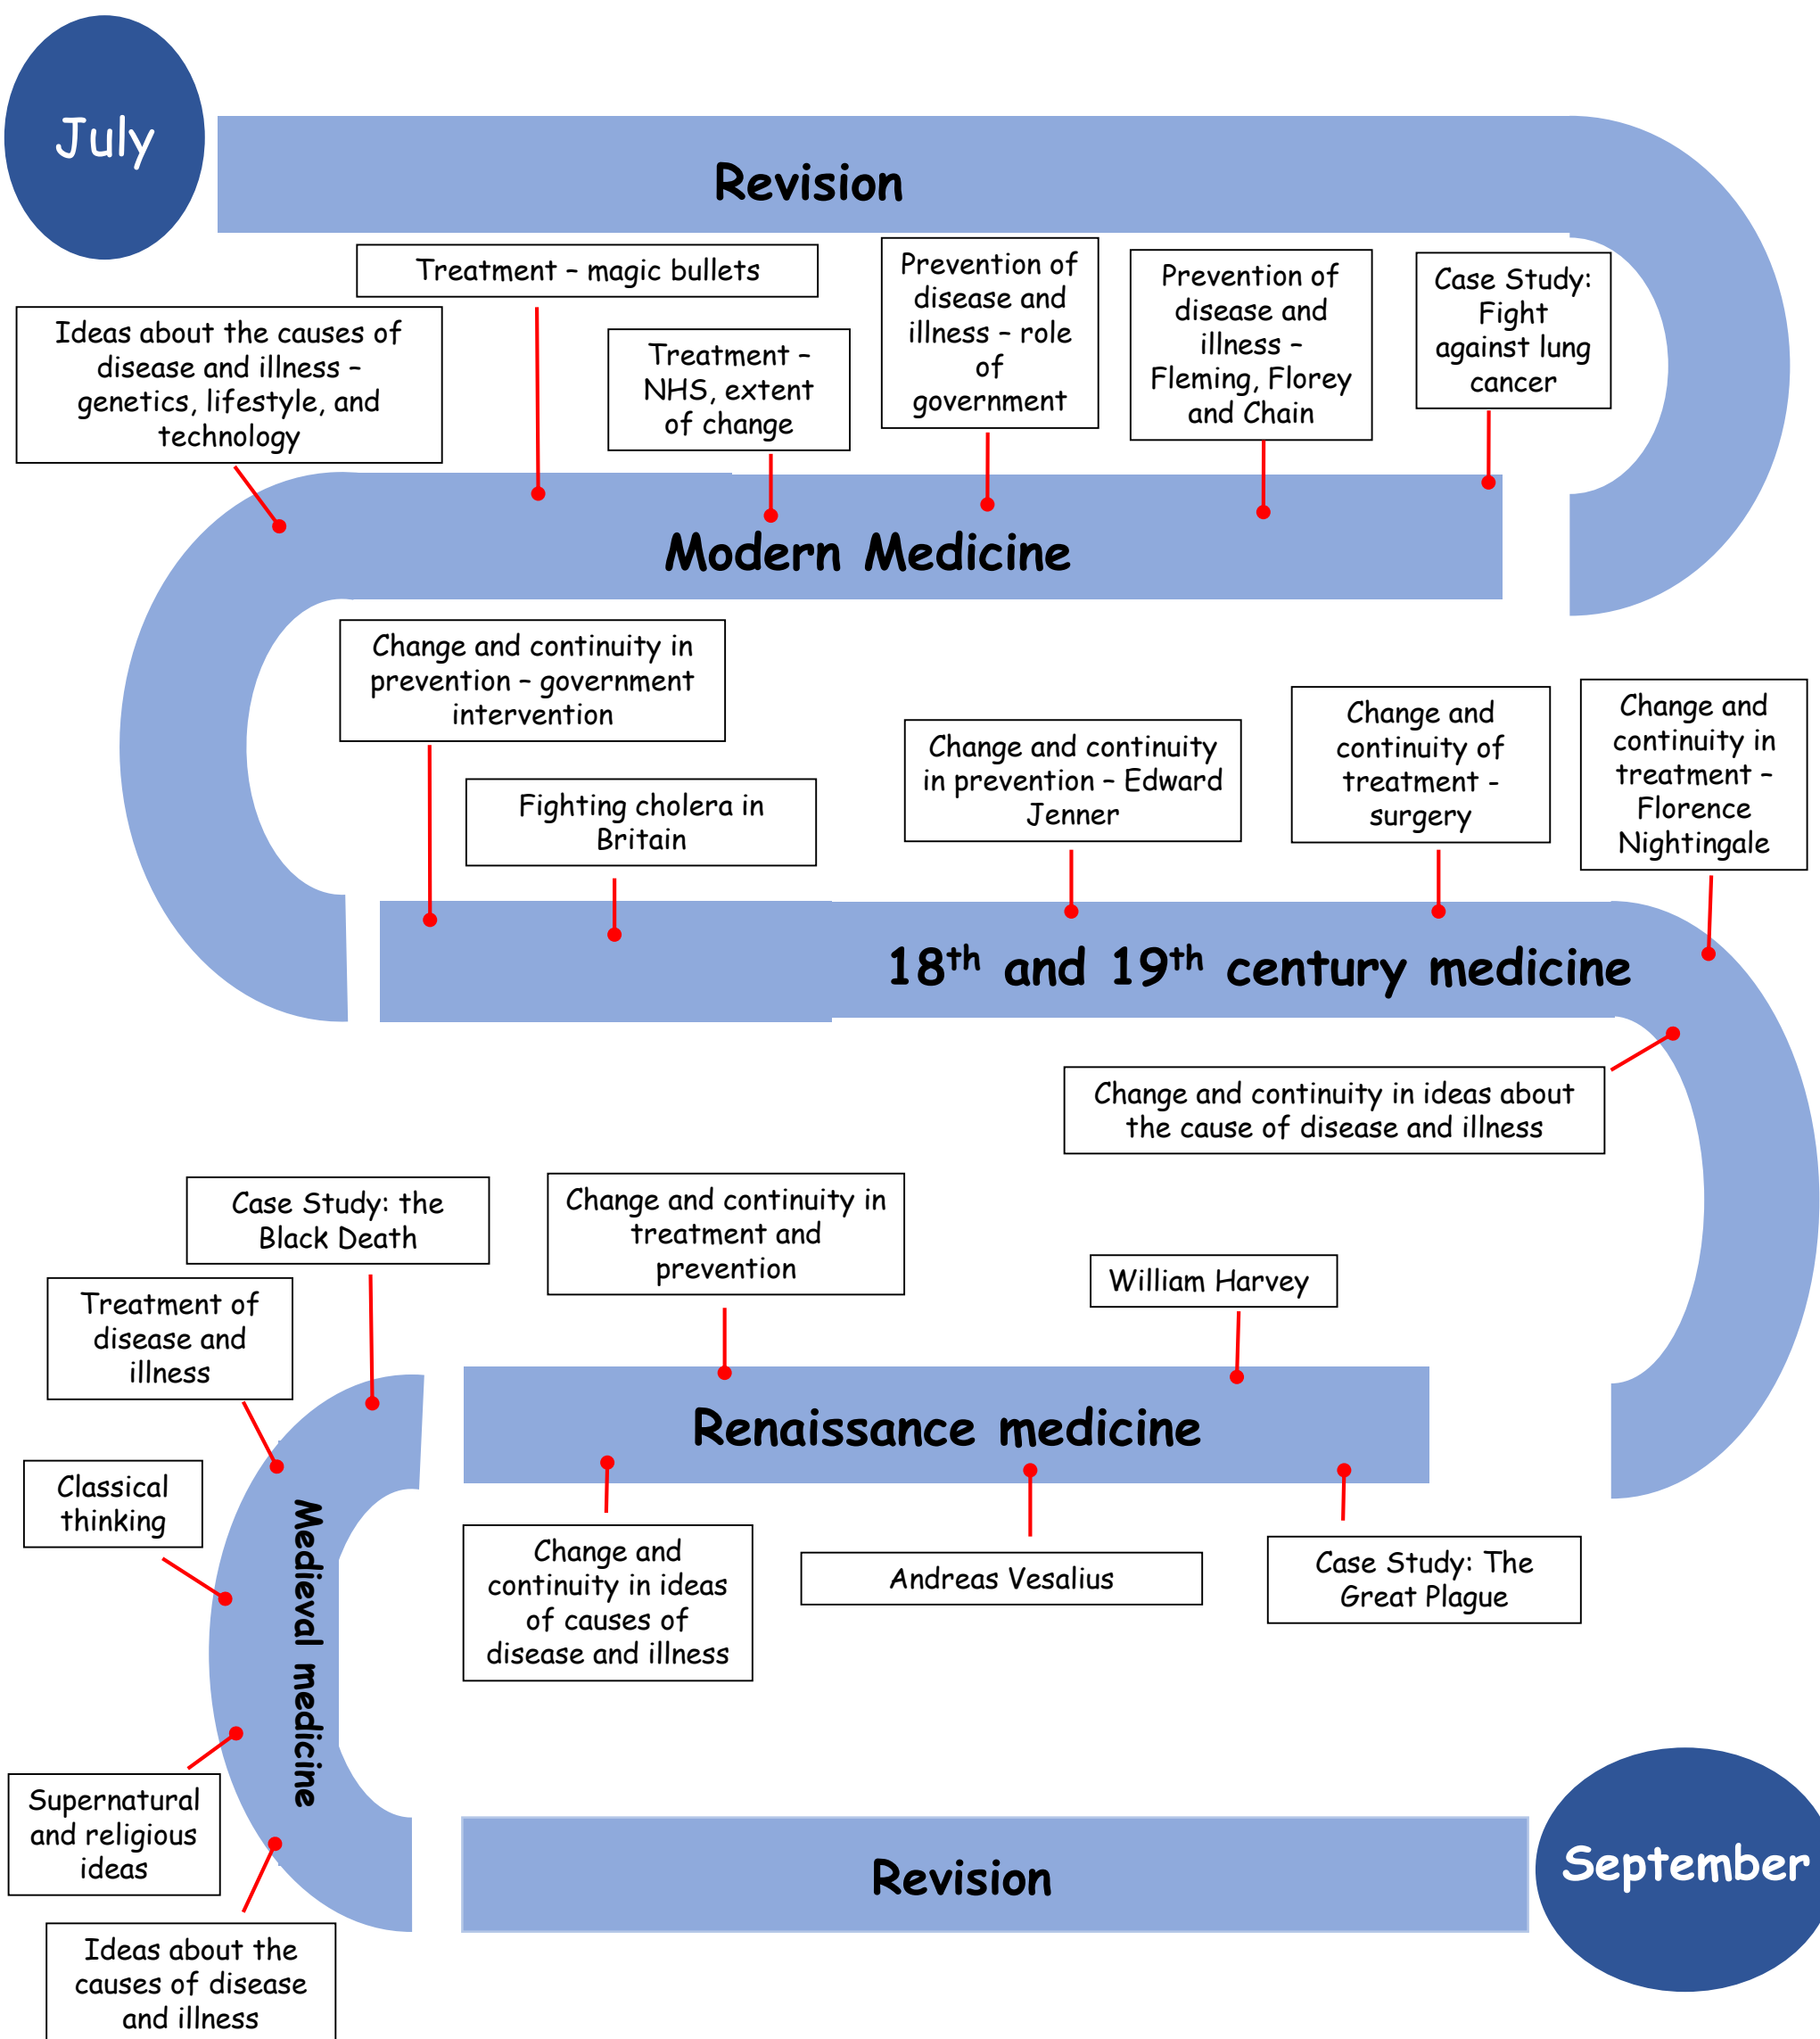 July
Revision
Treatment – magic bullets
Ideas about the causes of
disease and illness –
genetics, lifestyle, and
technology
Treatment –
NHS, extent
of change
Prevention of
disease and
illness – role
of
government
Prevention of
disease and
illness –
Fleming, Florey
and Chain
Case Study:
Fight
against lung
cancer
Modern Medicine
Change and continuity in
prevention – government
intervention
Fighting cholera in
Britain
Change and continuity
in prevention – Edward
Jenner
Change and
continuity of
treatment -
surgery
Change and
continuity in
treatment –
Florence
Nightingale
18th and 19th century medicine
Change and continuity in ideas about
the cause of disease and illness
Case Study: the
Black Death
Change and continuity in
treatment and
prevention
William Harvey
Treatment of
disease and
illness
Renaissance medicine
Classical
thinking
Medieval medicine
Change and
continuity in ideas
of causes of
disease and illness
Andreas Vesalius
Case Study: The
Great Plague
Supernatural
and religious
ideas
Revision
September
Ideas about the
causes of disease
and illness